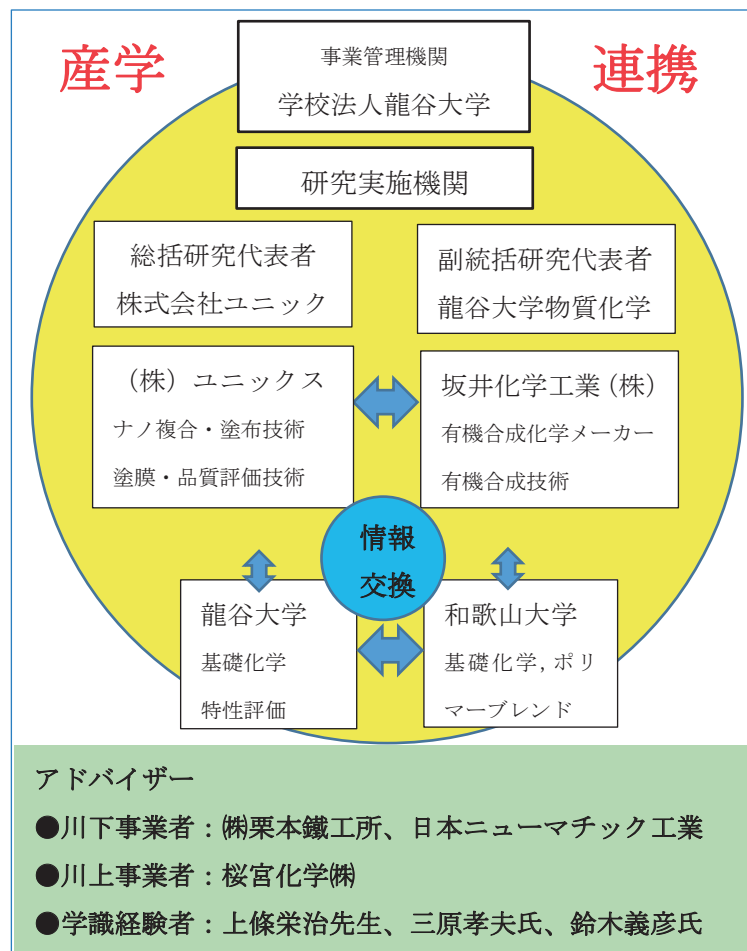 産学
連携
事業管理機関
学校法人龍谷大学
研究実施機関
総括研究代表者
株式会社ユニック
副統括研究代表者
龍谷大学物質化学
（株）ユニックス
ナノ複合・塗布技術
塗膜・品質評価技術
坂井化学工業（株）
有機合成化学メーカー
有機合成技術
情報
交換
龍谷大学
基礎化学
特性評価
和歌山大学
基礎化学，ポリ
マーブレンド
アドバイザー
●川下事業者：㈱栗本鐵工所、日本ニューマチック工業
●川上事業者：桜宮化学㈱
●学識経験者：上條栄治先生、三原孝夫氏、鈴木義彦氏